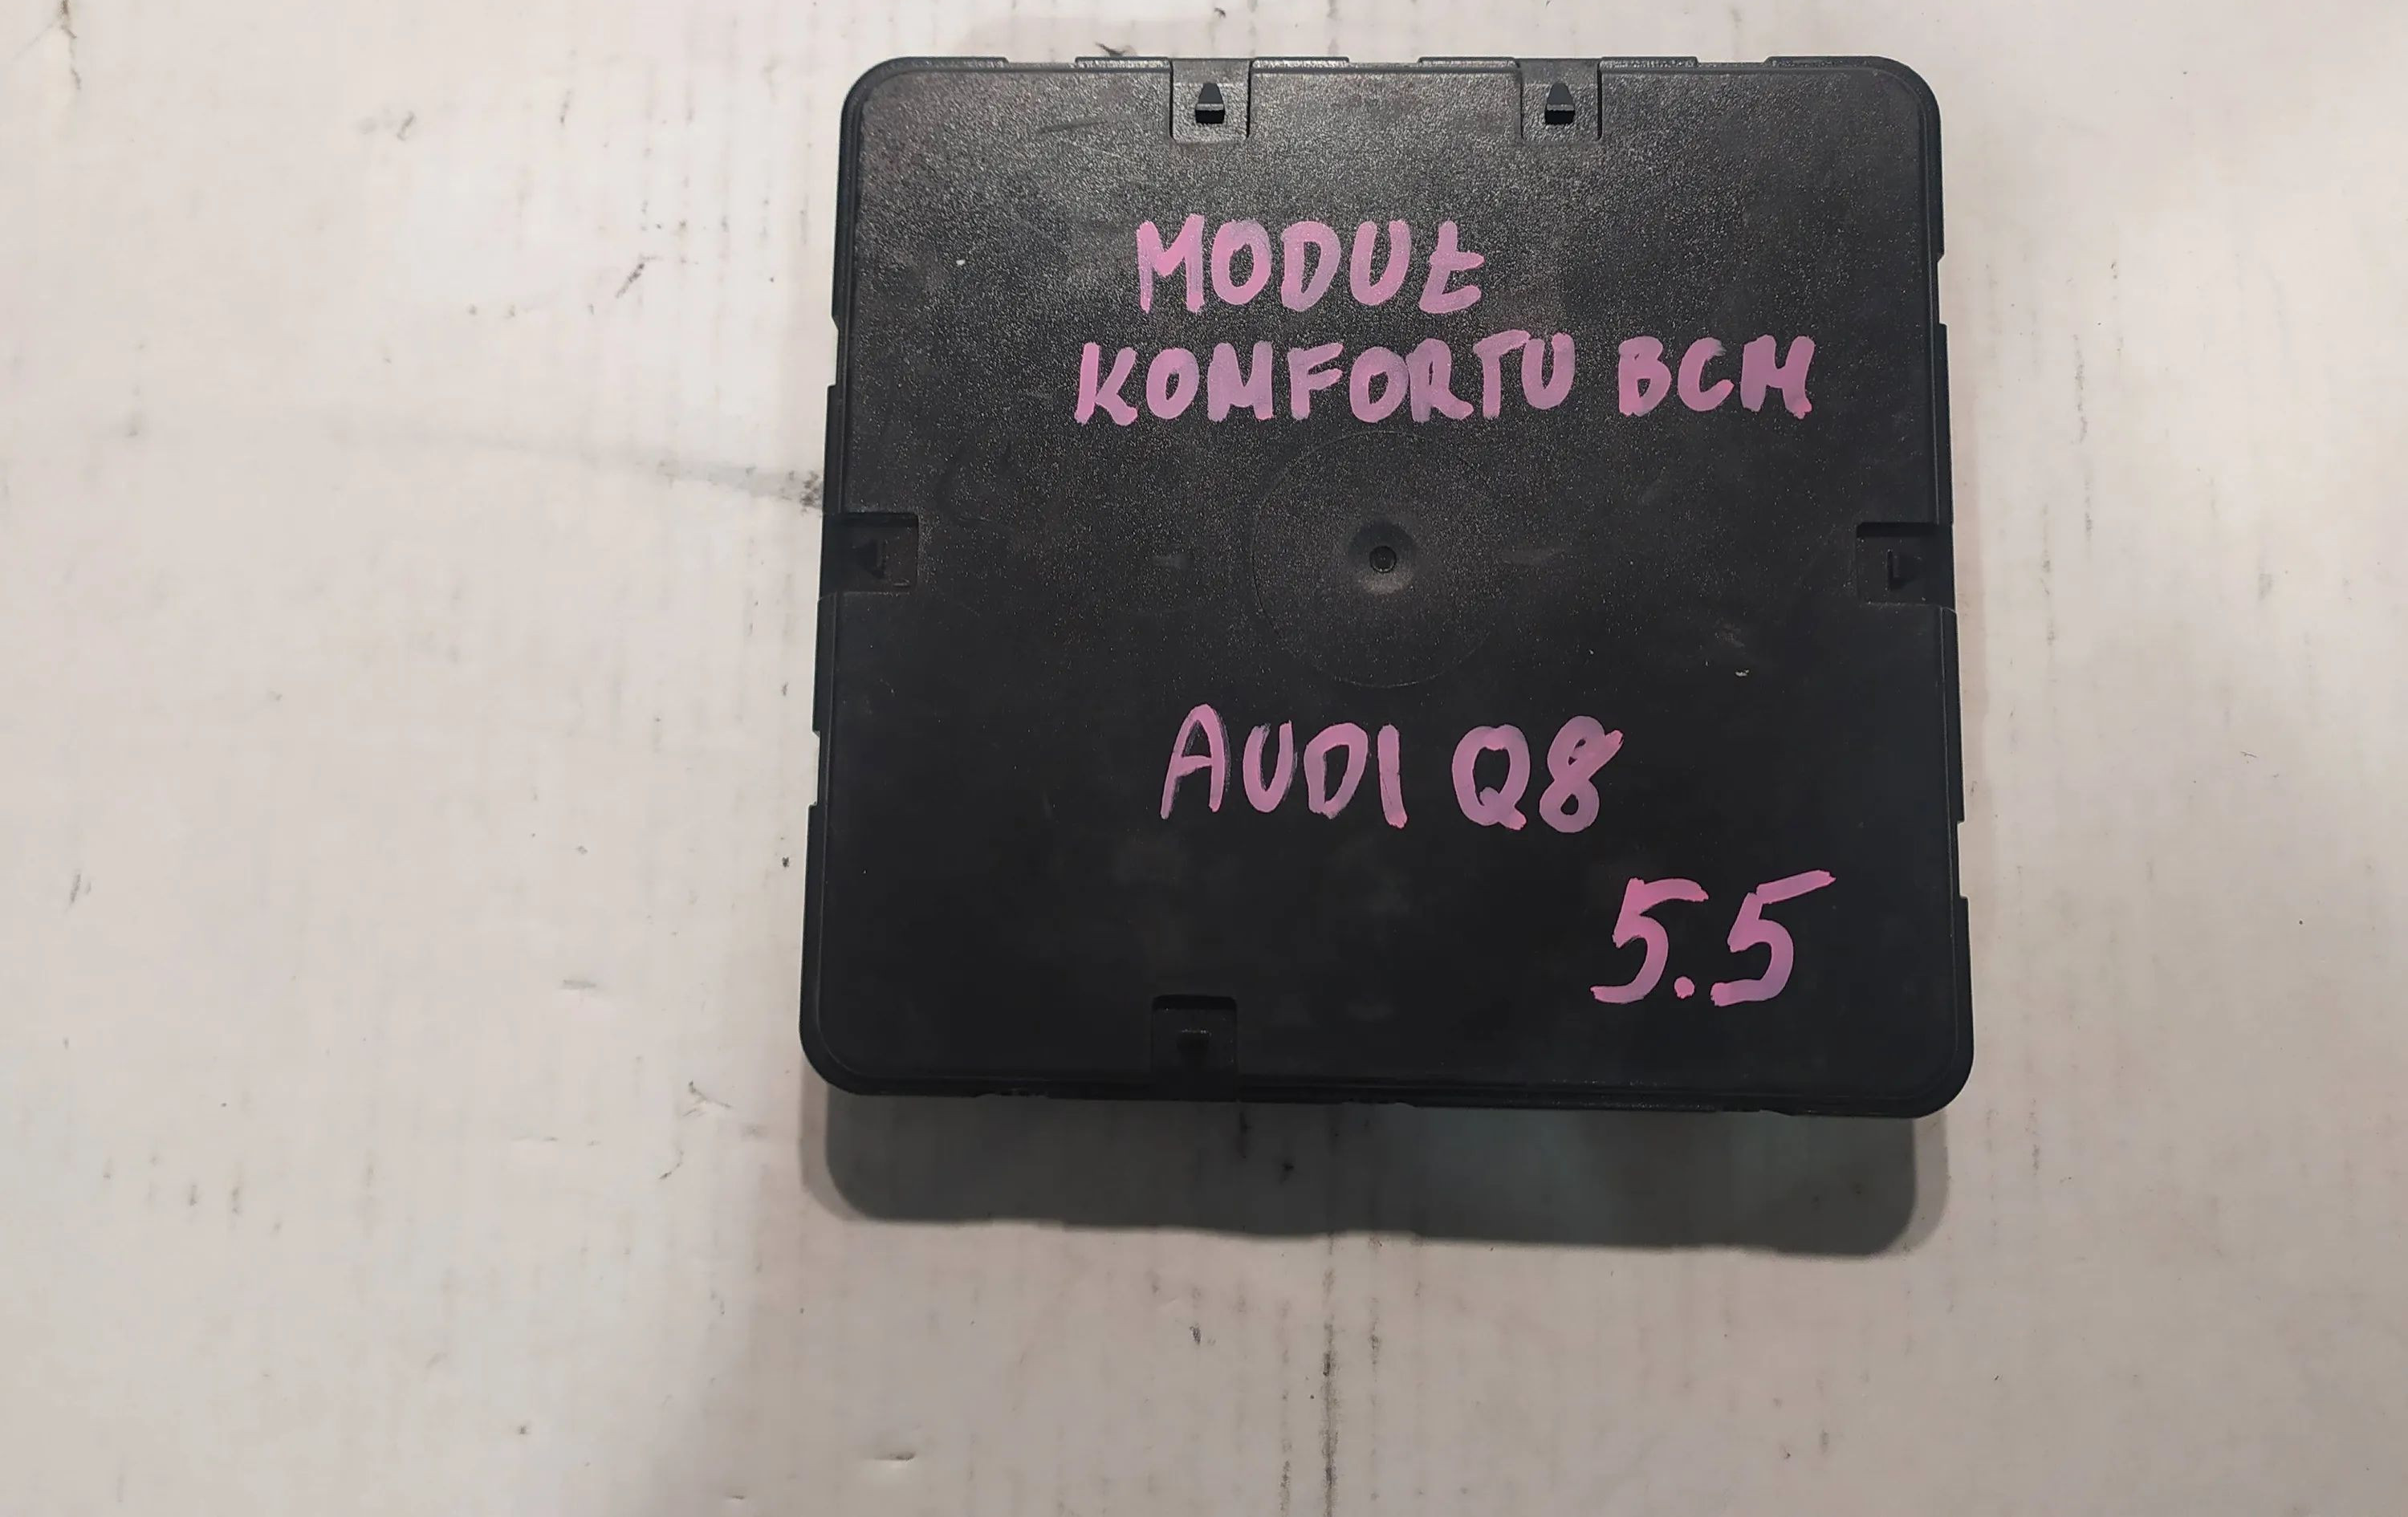 MODUŁ
KOMFORTU BCM
AUDI Q8
5.5